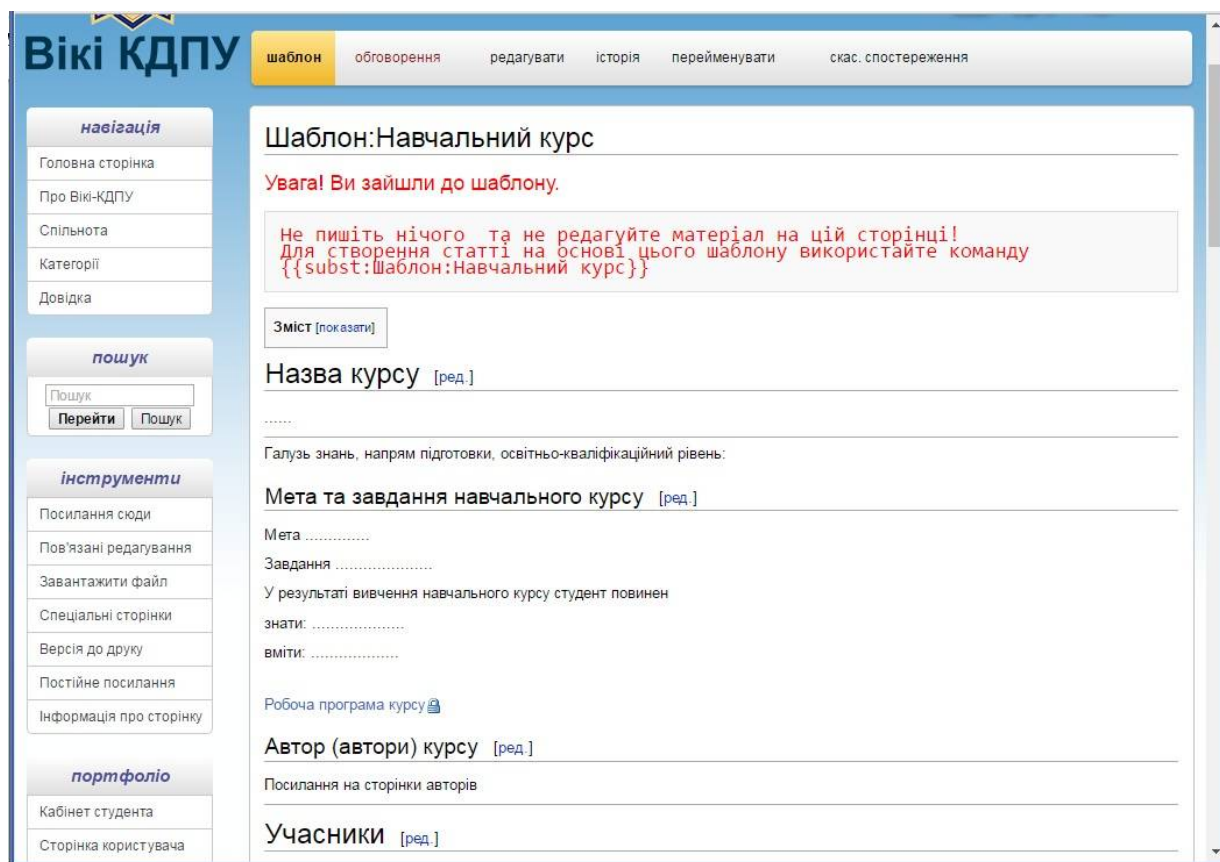 Вікі КДПУ
шаблон обговорення редагувати історія перейменувати скас. спостереження
навігація
Головна сторінка
Про Вікі-КДПУ
Спільнота
Категорії
Довідка
пошук
Пошук
Перейти Пошук
інструменти
Посилання сюди
Пов'язані редагування
Завантажити файл
Спеціальні сторінки
Версія до друку
Постійне посилання
Інформація про сторінку
портфоліо
Кабінет студента
Сторінка користувача
Шаблон:Навчальний курс
Увага! Ви зайшли до шаблону.
Не пишіть нічого та не редагуйте матеріал на цій сторінці!
Для створення статті на основі цього шаблону використайте команду
{{subst:Шаблон:Навчальний курс}}
Зміст [показати]
Назва курсу [ред.]
......
Галузь знань, напрям підготовки, освітньо-кваліфікаційний рівень:
Мета та завдання навчального курсу [ред.]
Мета ..............
Завдання .....................
У результаті вивчення навчального курсу студент повинен
знати: ....................
вміти: ...................
Робоча програма курсу
Автор (автори) курсу [ред.]
Посилання на сторінки авторів
Учасники [ред.]